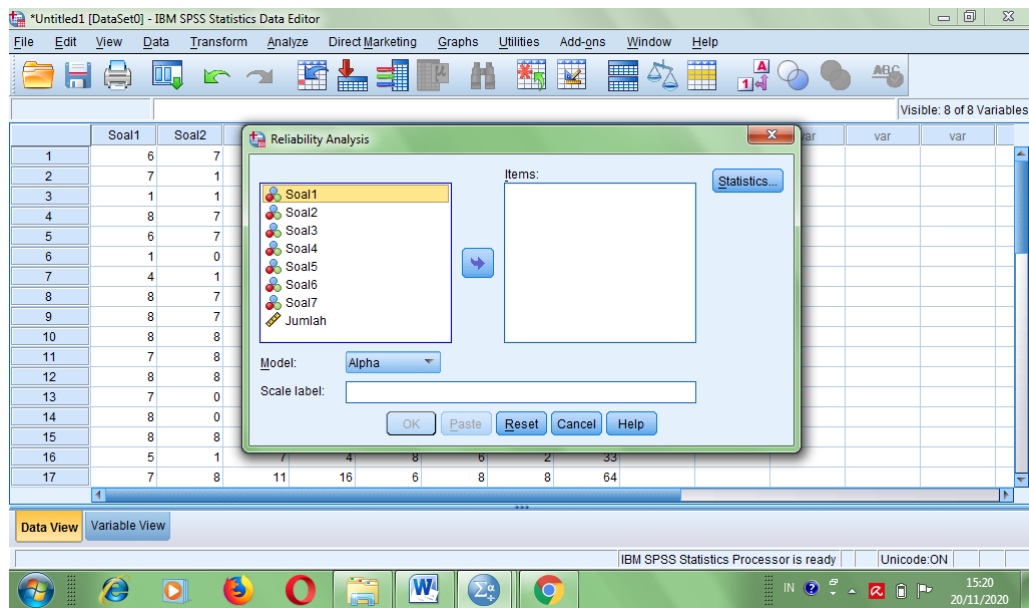 *Untitled1 [DataSet0] - IBM SPSS Statistics Data Editor
File Edit View Data Transform Analyze Direct Marketing Graphs Utilities Add-ons Window Help
Visible: 8 of 8 Variables
Soal1 Soal2 var var var
Reliability Analysis
1 6 7
2 7 1
3 1 1
4 8 7
5 6 7
6 1 0
7 4 1
8 8 7
9 8 7
10 8 8
11 7 8
12 8 8
13 7 0
14 8 0
15 8 8
16 5 1 7 4 8 6 2 33
17 7 8 11 16 6 8 8 64
Items:
Statistics...
Soal1
Soal2
Soal3
Soal4
Soal5
Soal6
Soal7
Jumlah
Model: Alpha
Scale label:
OK Paste Reset Cancel Help
Data View Variable View
IBM SPSS Statistics Processor is ready Unicode:ON
IN 15:20
20/11/2020